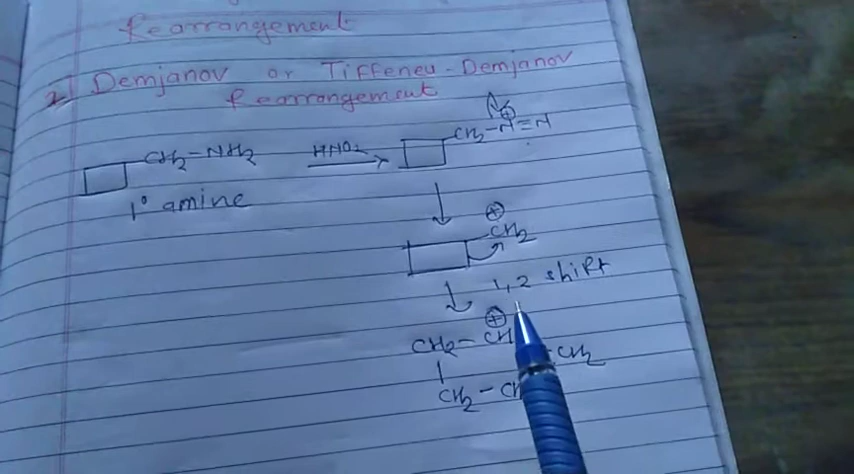 Rearrangement
2] Demjanov or Tiffeneu-Demjanov
Rearrangement
CH2-NH2 HNO2 CH2-N≡N
⊕
1° amine
⊕
CH2
1,2 shift
⊕
CH2-CH
-CH2
CH2-